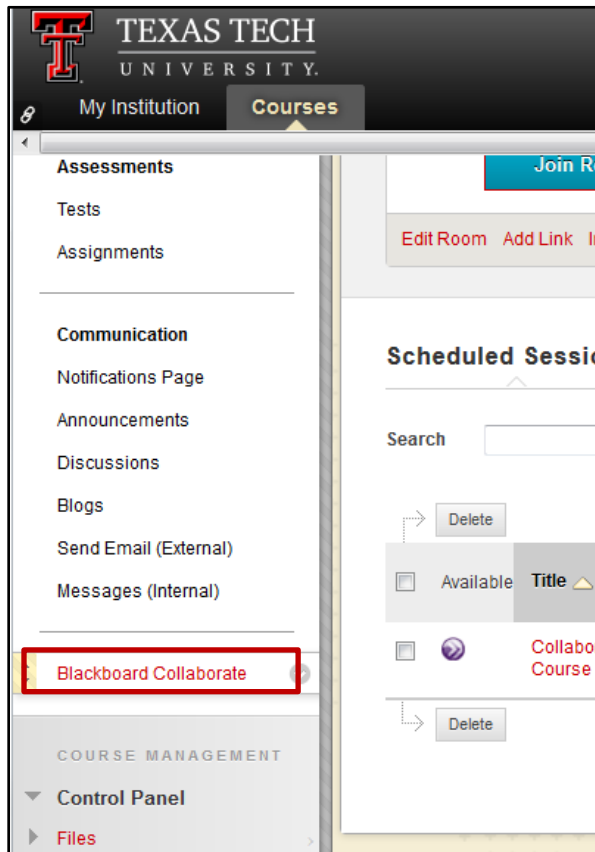 TEXAS TECH
UNIVERSITY.
My Institution Courses
Assessments
Tests
Assignments
Communication
Notifications Page
Announcements
Discussions
Blogs
Send Email (External)
Messages (Internal)
Blackboard Collaborate
COURSE MANAGEMENT
Control Panel
Files
Join
Edit Room Add Link
Scheduled
Search
Delete
Available Title
Course
Delete